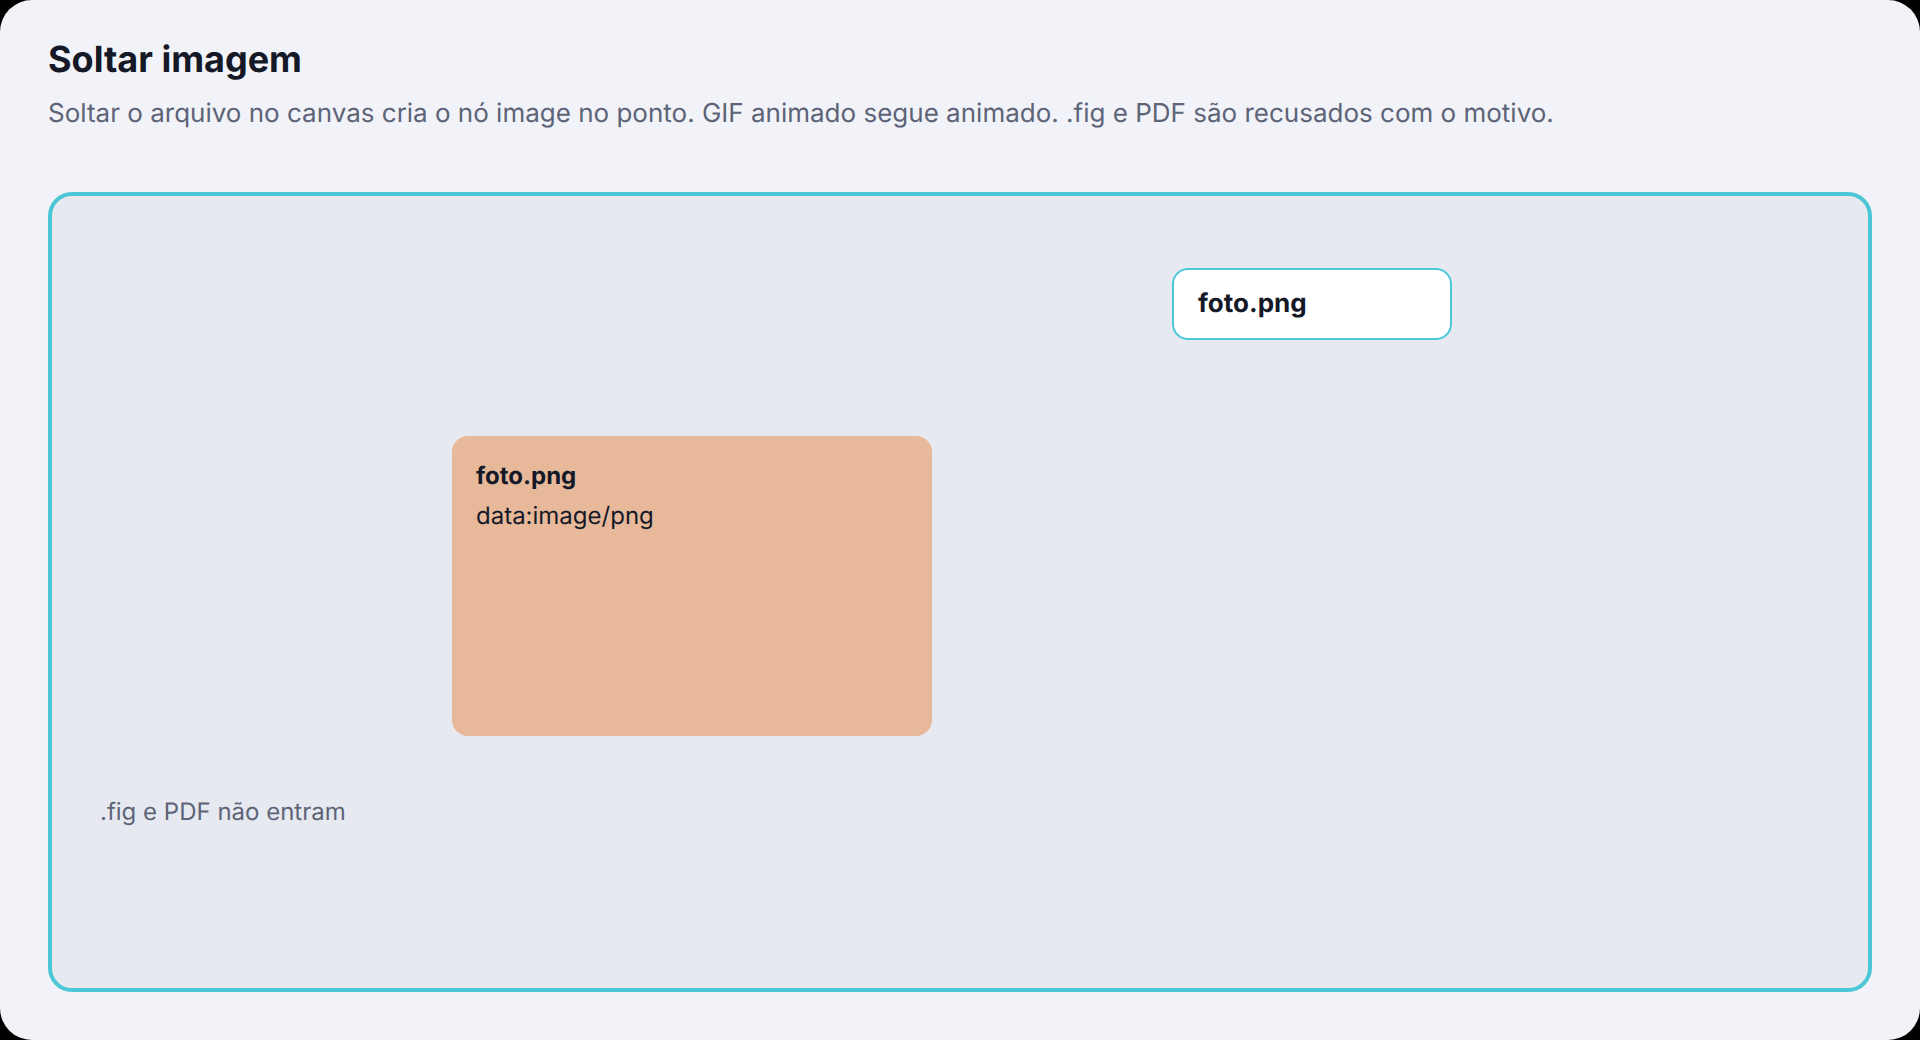 Soltar imagem
Soltar o arquivo no canvas cria o nó image no ponto. GIF animado segue animado. .fig e PDF são recusados com o motivo.
foto.png
foto.png
data:image/png
.fig e PDF não entram